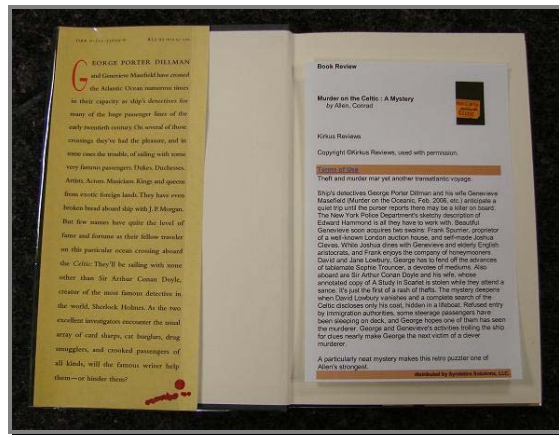 GEORGE PORTER DILLMAN
and Genevieve Masefield have crossed
the Atlantic Ocean numerous times
in their capacity as ship's detectives for
many of the huge passenger lines of the
early twentieth century. On several of those
crossings they've had the pleasure, and in
some cases the trouble, of sailing with some
very famous passengers. Dukes. Duchesses.
Artists. Actors. Musicians. Kings and queens
from exotic foreign lands. They have even
broken bread aboard ship with J. P. Morgan.
But few names have quite the level of
fame and fortune as their fellow traveler
on this particular ocean crossing aboard
the Celtic: They'll be sailing with none
other than Sir Arthur Conan Doyle,
creator of the most famous detective in
the world, Sherlock Holmes. As the two
excellent investigators encounter the usual
array of card sharps, cat burglars, drug
smugglers, and crooked passengers of
all kinds, will the famous writer help
them—or hinder them?
Book Review
Murder on the Celtic : A Mystery
by Allen, Conrad
Kirkus Reviews
Copyright ©Kirkus Reviews, used with permission.
Terms of Use
Theft and murder mar yet another transatlantic voyage.
Ship's detectives George Porter Dillman and his wife Genevieve
Masefield (Murder on the Oceanic, Feb. 2006, etc.) anticipate a
quiet trip until the purser reports there may be a killer on board.
The New York Police Department's sketchy description of
Edward Hammond is all they have to work with. Beautiful
Genevieve soon acquires two swains: Frank Spurrier, proprietor
of a well-known London auction house, and self-made Joshua
Cleves. While Joshua dines with Genevieve and elderly English
aristocrats, and Frank enjoys the company of honeymooners
David and Jane Lowbury, George has to fend off the advances
of tablemate Sophie Trouncer, a devotee of mediums. Also
aboard are Sir Arthur Conan Doyle and his wife, whose
annotated copy of A Study in Scarlet is stolen while they attend a
séance. It's just the first of a rash of thefts. The mystery deepens
when David Lowbury vanishes and a complete search of the
Celtic discloses only his coat, hidden in a lifeboat. Refused entry
by immigration authorities, some steerage passengers have
been sleeping on deck, and George hopes one of them has seen
the murderer. George and Genevieve's activities trolling the ship
for clues nearly make George the next victim of a clever
murderer.
A particularly neat mystery makes this retro puzzler one of
Allen's strongest.
distributed by Syndetics Solutions, LLC.